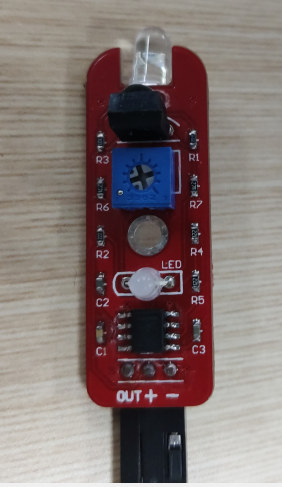 R3 R1
R6 R7
R2 R4
LED
C2 R5
C1 C3
OUT + -